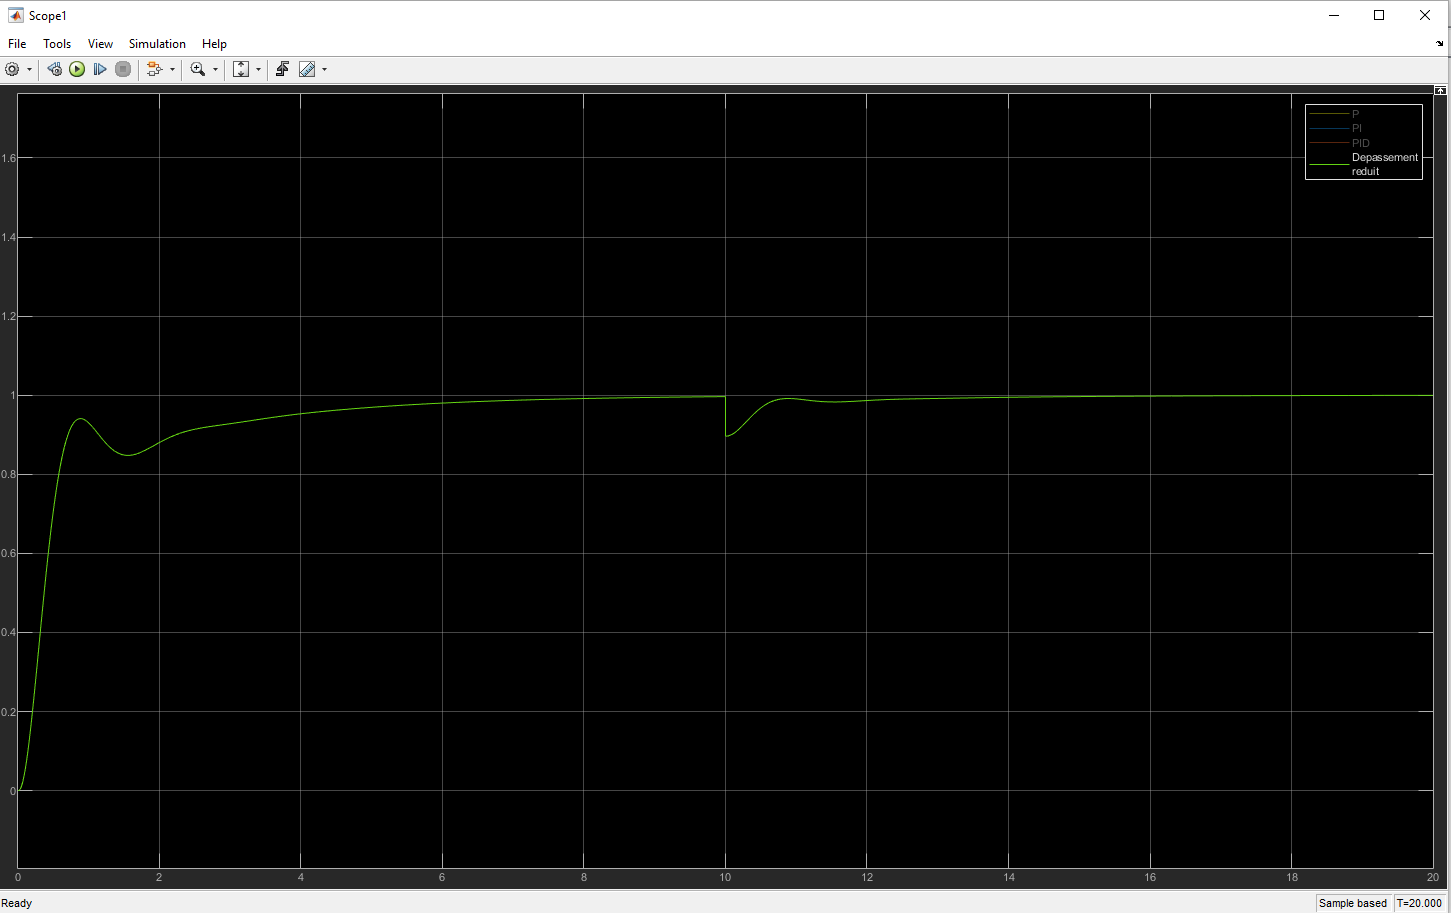 Scope1
File Tools View Simulation Help
P
PI
PID
Depassement
reduit
1.6
1.4
1.2
1
0.8
0.6
0.4
0.2
0
0 2 4 6 8 10 12 14 16 18 20
Ready Sample based T=20.000